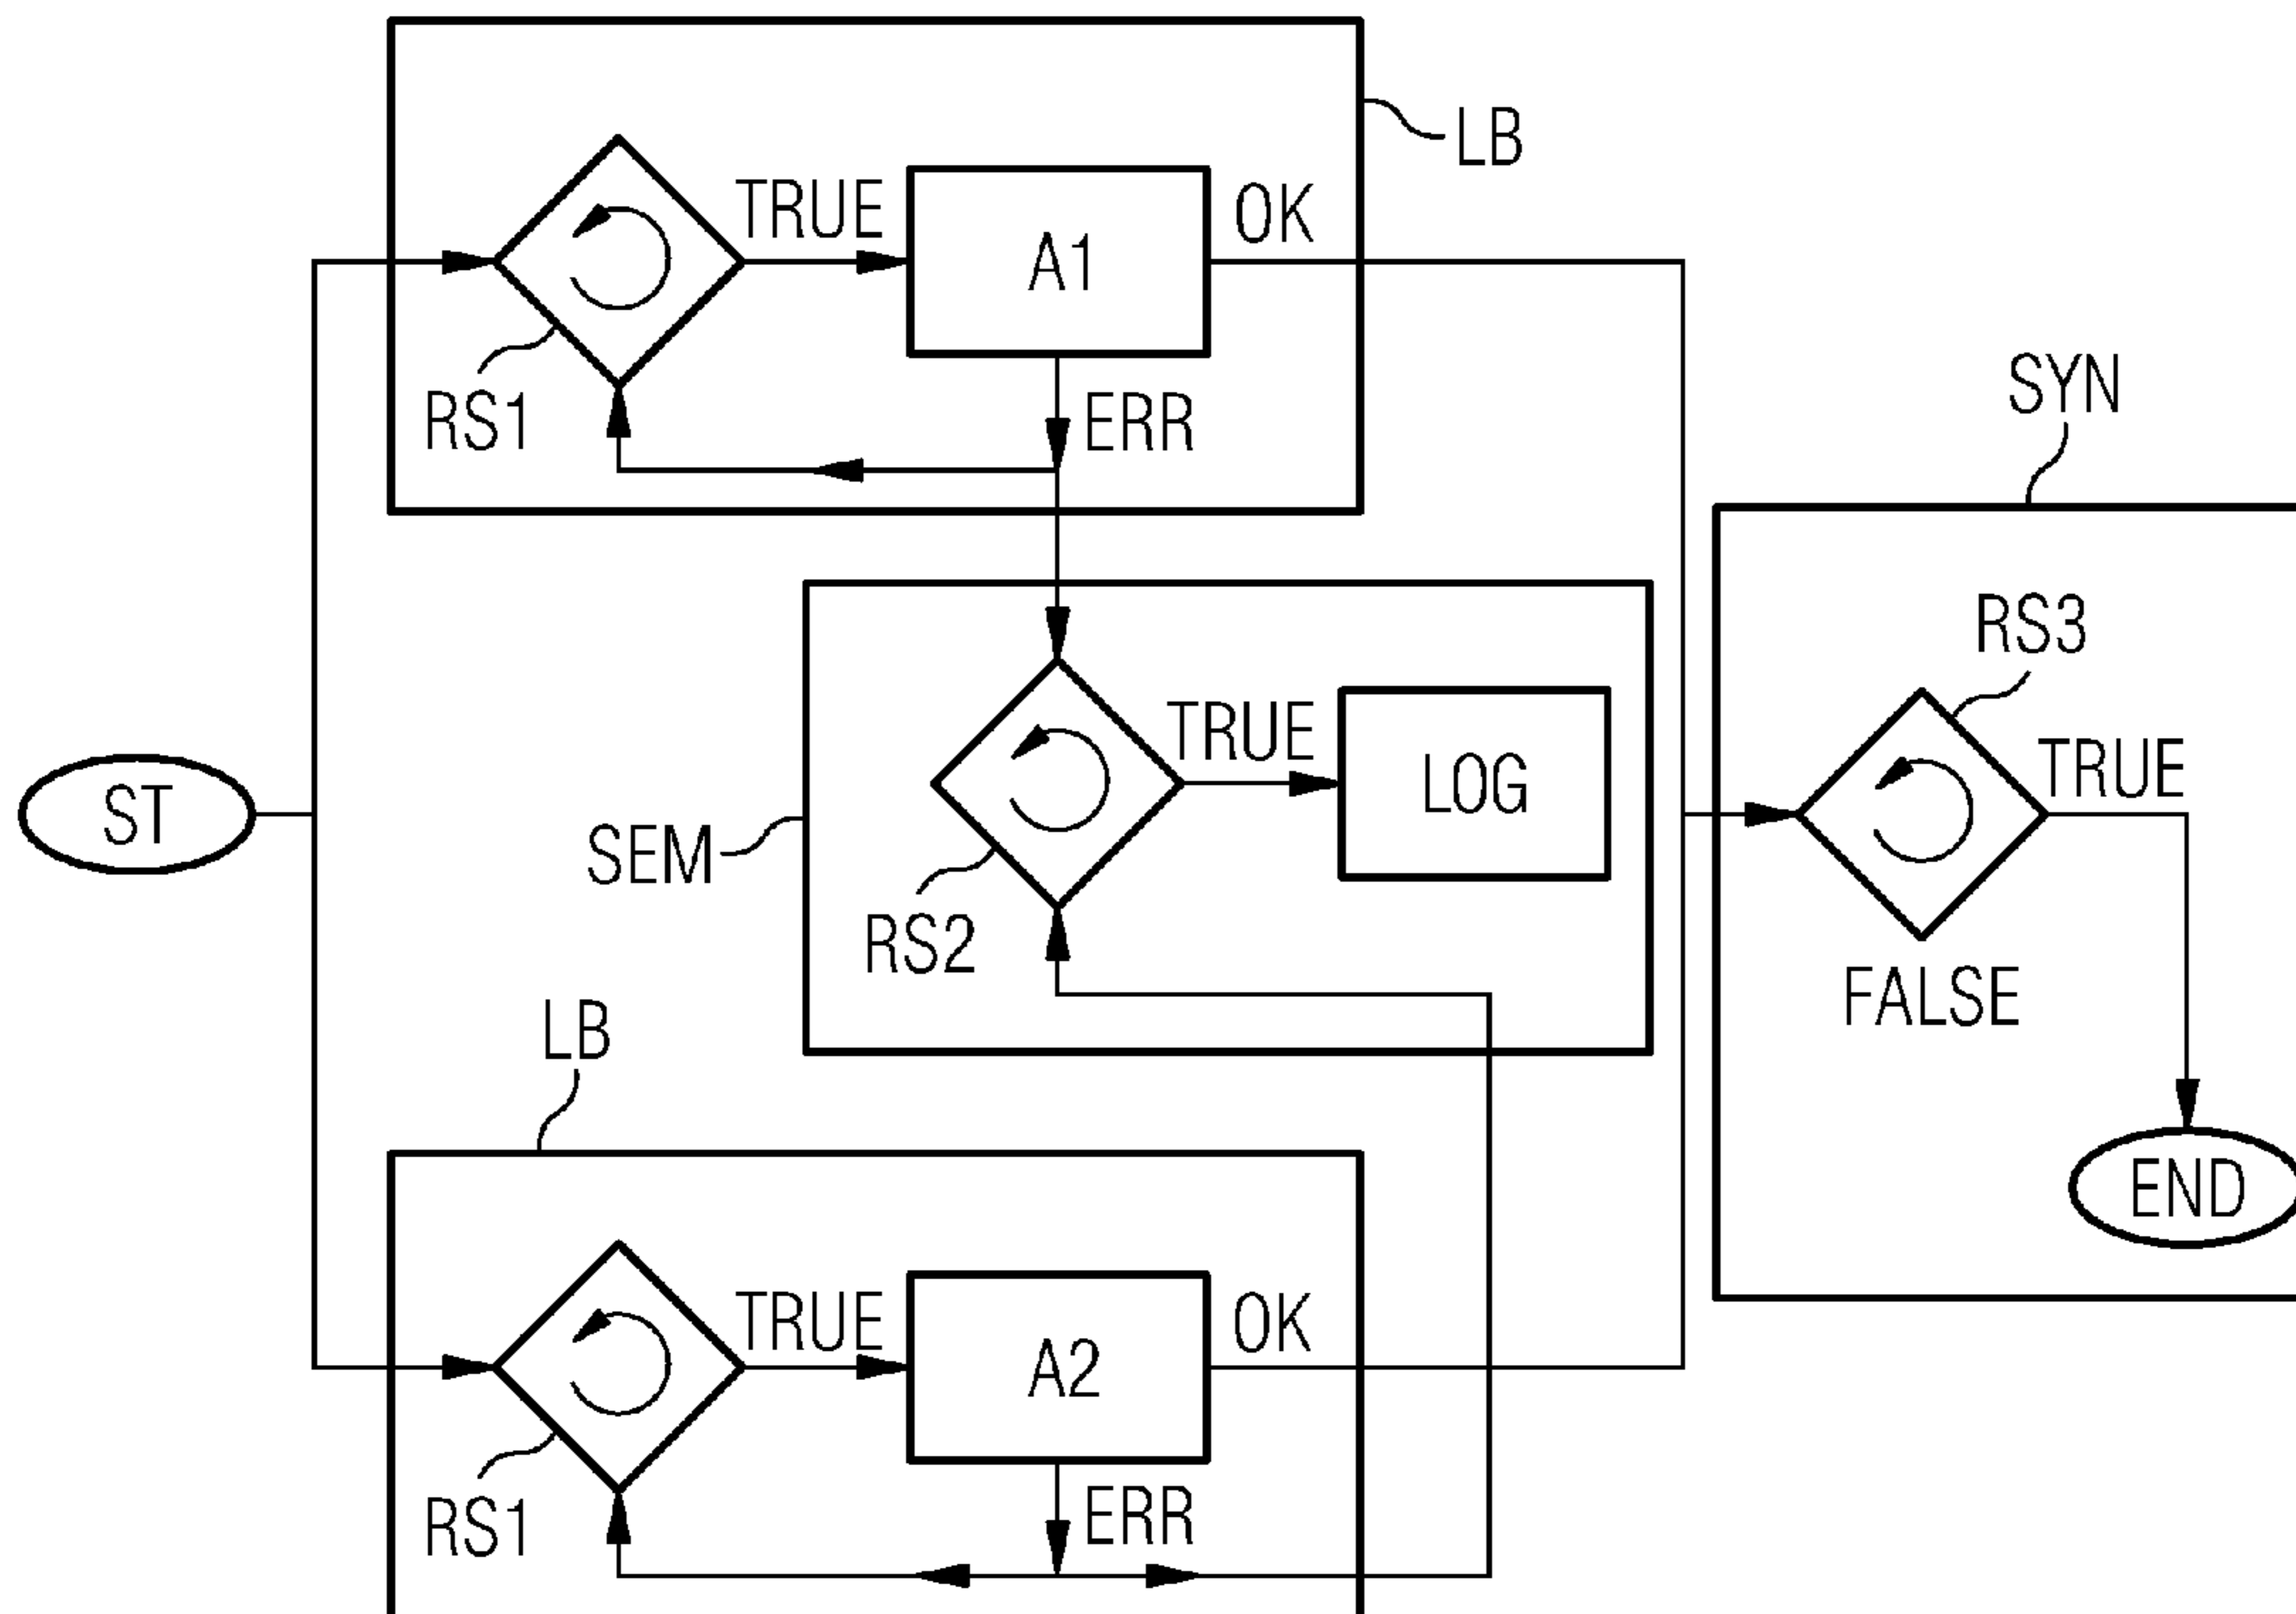 LB
TRUE
OK
A1
RS1
ERR
SYN
RS3
TRUE
TRUE
ST
LOG
SEM
RS2
FALSE
LB
END
TRUE
OK
A2
RS1
ERR